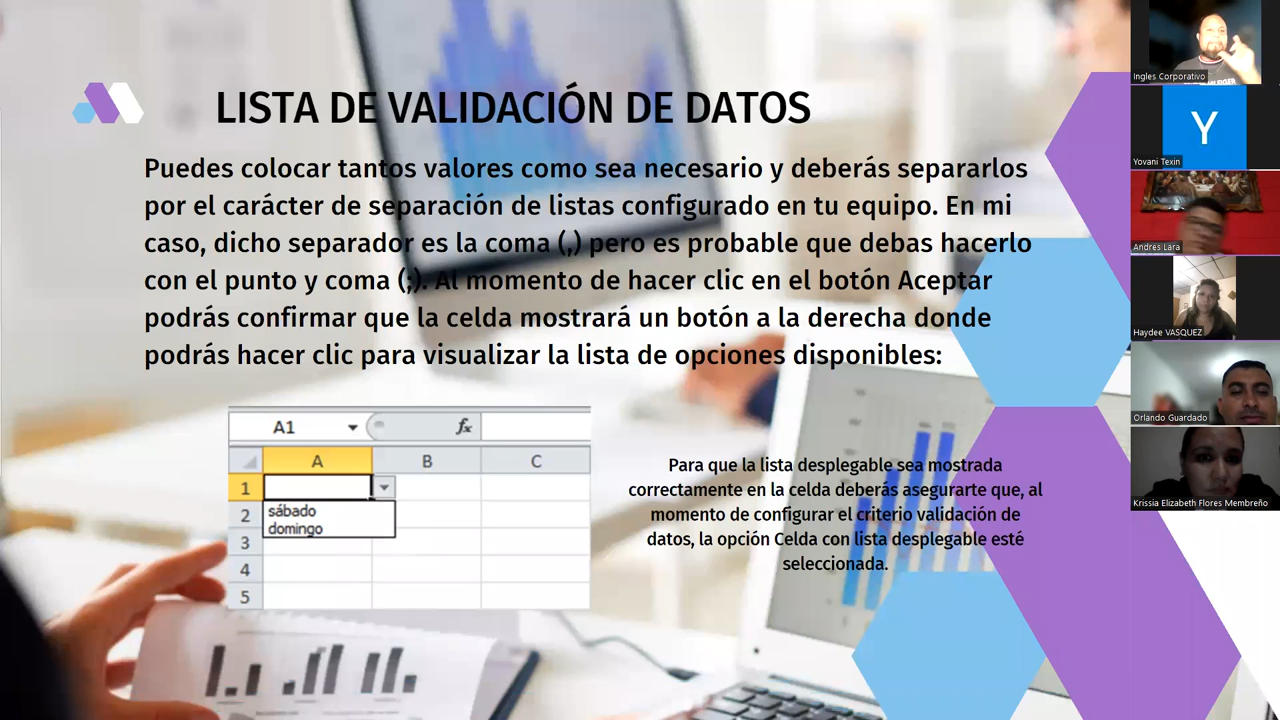 LISTA DE VALIDACIÓN DE DATOS
Puedes colocar tantos valores como sea necesario y deberás separarlos
por el carácter de separación de listas configurado en tu equipo. En mi
caso, dicho separador es la coma (,) pero es probable que debas hacerlo
con el punto y coma (;). Al momento de hacer clic en el botón Aceptar
podrás confirmar que la celda mostrará un botón a la derecha donde
podrás hacer clic para visualizar la lista de opciones disponibles:
A1 fx
A B C
1
2
3
4
5
sábado
domingo
Para que la lista desplegable sea mostrada
correctamente en la celda deberás asegurarte que, al
momento de configurar el criterio validación de
datos, la opción Celda con lista desplegable esté
seleccionada.
Ingles Corporativo
Y
Yovani Texin
Andres Lara
Haydee VASQUEZ
Orlando Guardado
Krissia Elizabeth Flores Membreño